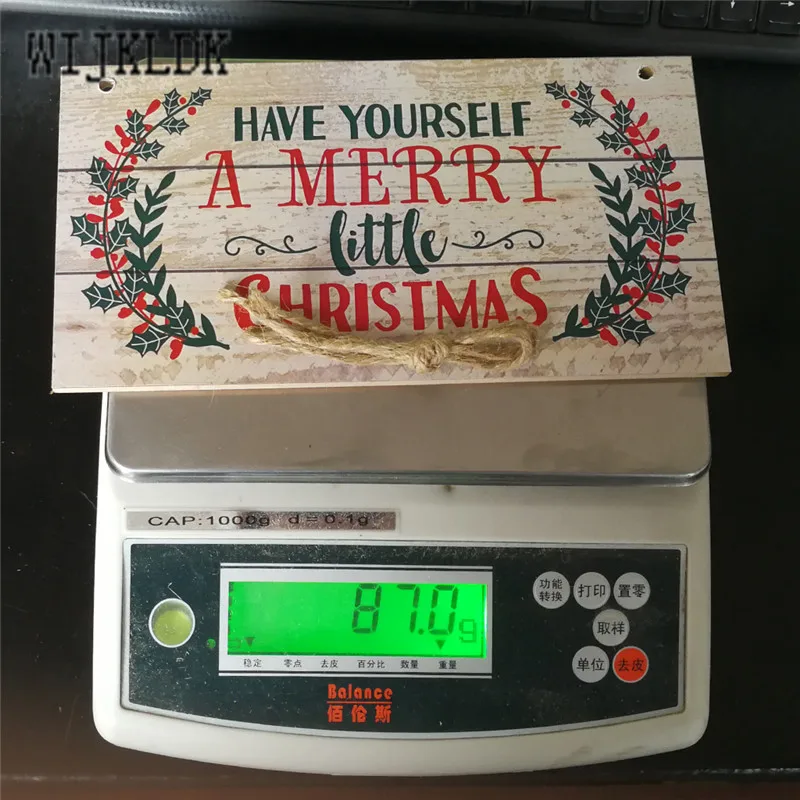 WIJKLDK
HAVE YOURSELF
A MERRY
little
CHRISTMAS
CAP:1000g d=0.1g
87.0g
功能转换 打印 置零
取样
单位 去皮
稳定 零点 去皮 百分比 数量 重量
Balance
佰伦斯